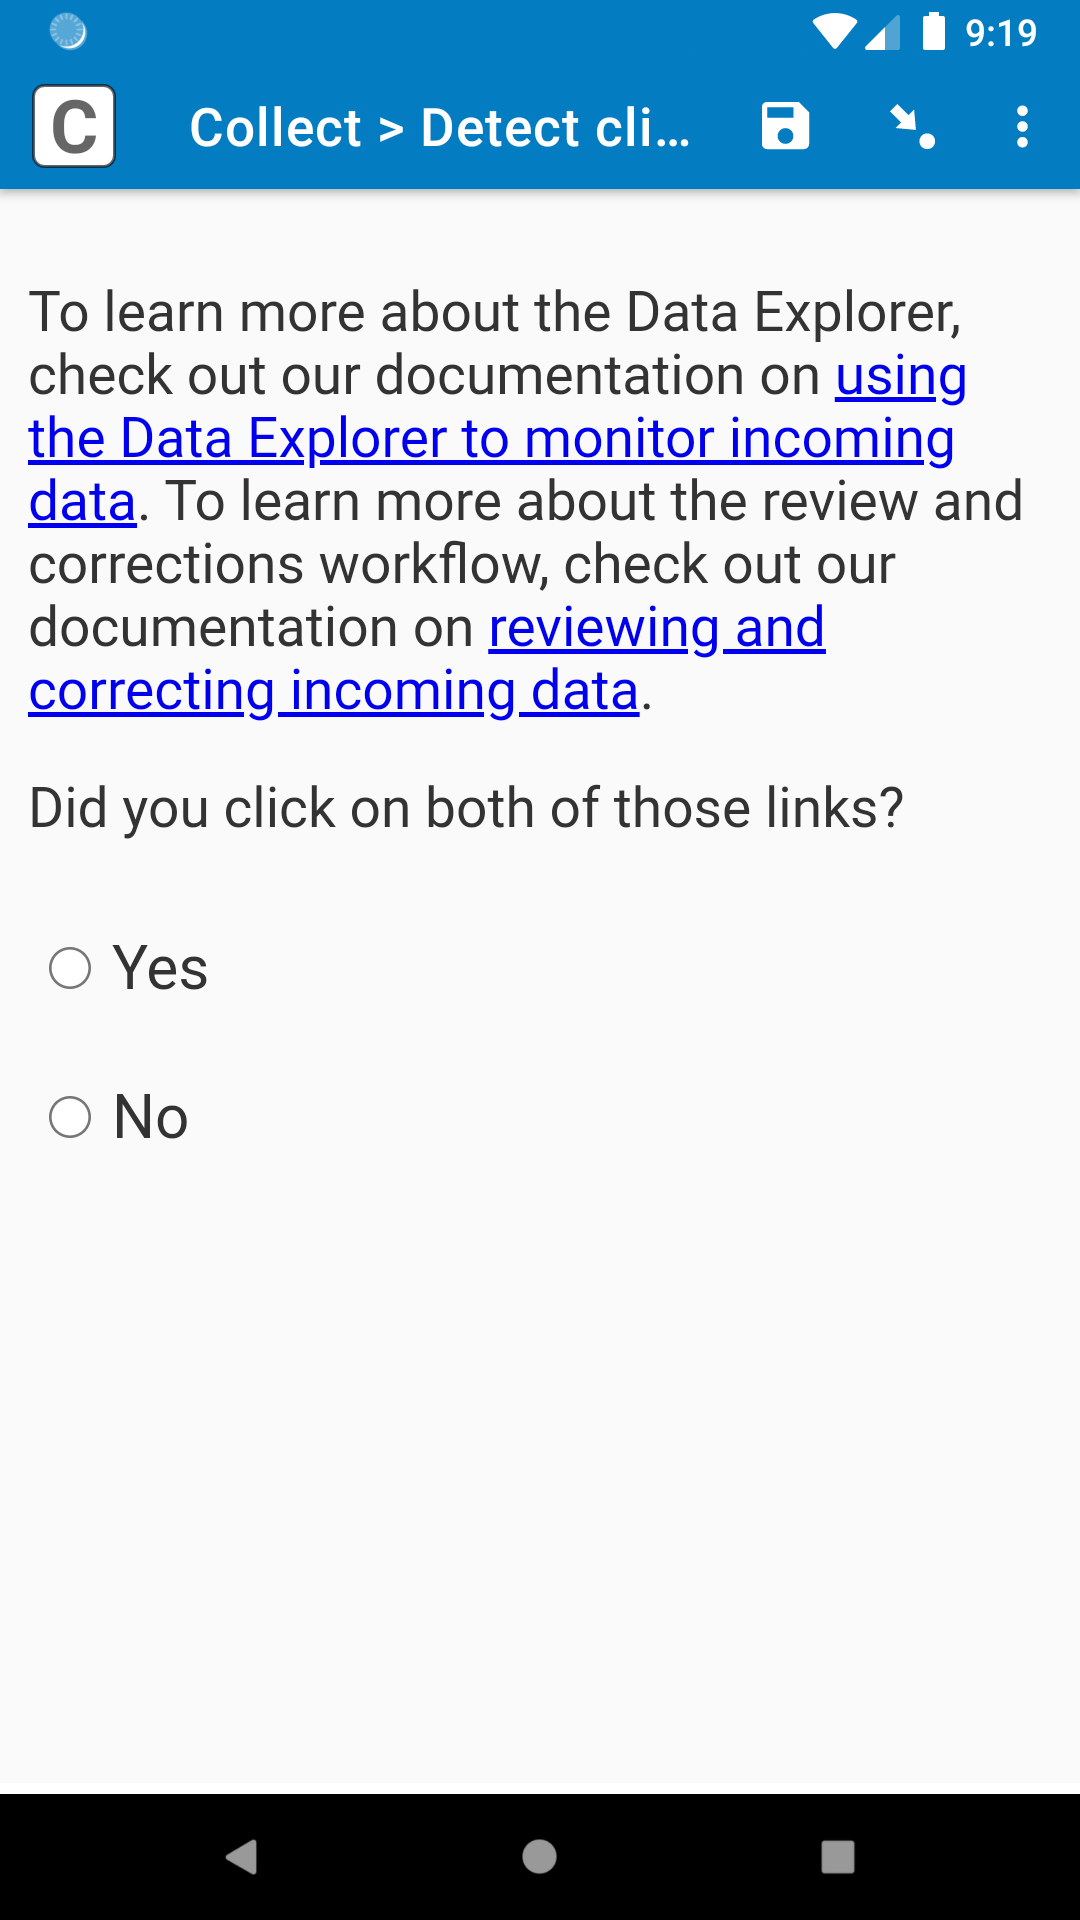 9:19
C
Collect > Detect cli...
To learn more about the Data Explorer,
check out our documentation on using
the Data Explorer to monitor incoming
data. To learn more about the review and
corrections workflow, check out our
documentation on reviewing and
correcting incoming data.
Did you click on both of those links?
Yes
No